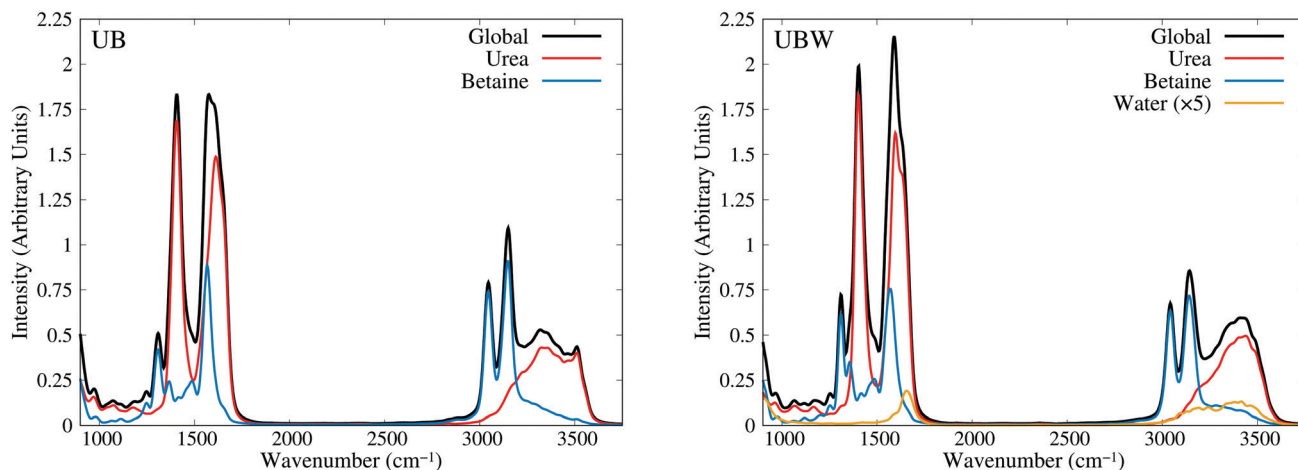 UB
Global
Urea
Betaine
2.25
2
1.75
1.5
1.25
1
0.75
0.5
0.25
0
Intensity (Arbitrary Units)
1000 1500 2000 2500 3000 3500
Wavenumber (cm⁻¹)
UBW
Global
Urea
Betaine
Water (×5)
2.25
2
1.75
1.5
1.25
1
0.75
0.5
0.25
0
Intensity (Arbitrary Units)
1000 1500 2000 2500 3000 3500
Wavenumber (cm⁻¹)